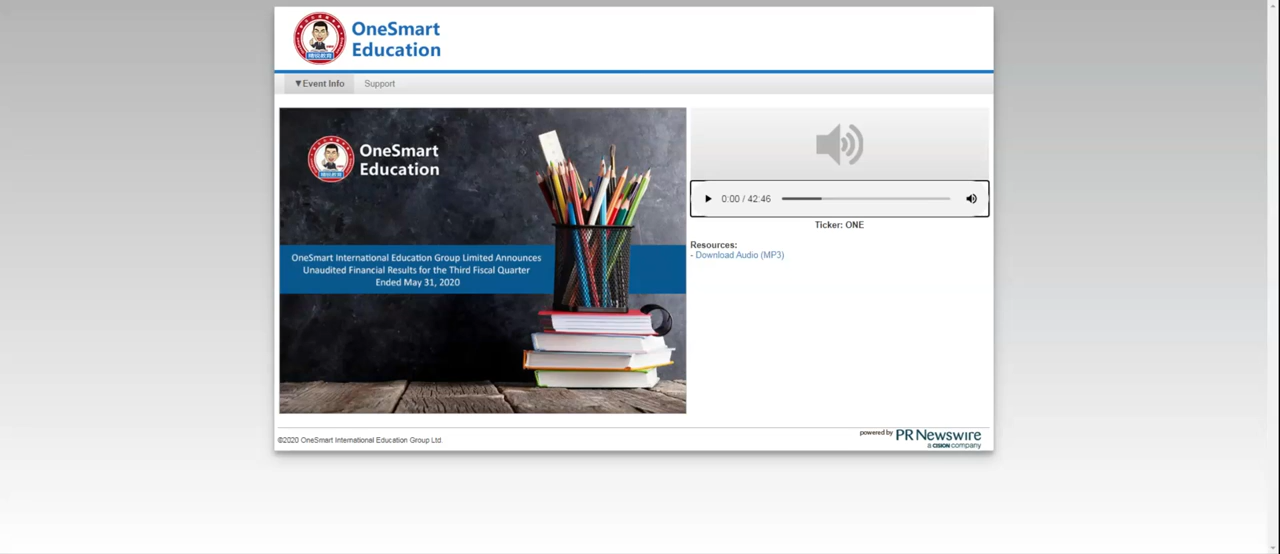 OneSmart
Education
▼Event Info
Support
OneSmart
Education
OneSmart International Education Group Limited Announces
Unaudited Financial Results for the Third Fiscal Quarter
Ended May 31, 2020
0:00 / 42:46
Ticker: ONE
Resources:
- Download Audio (MP3)
©2020 OneSmart International Education Group Ltd.
powered by PR Newswire
a CISION company